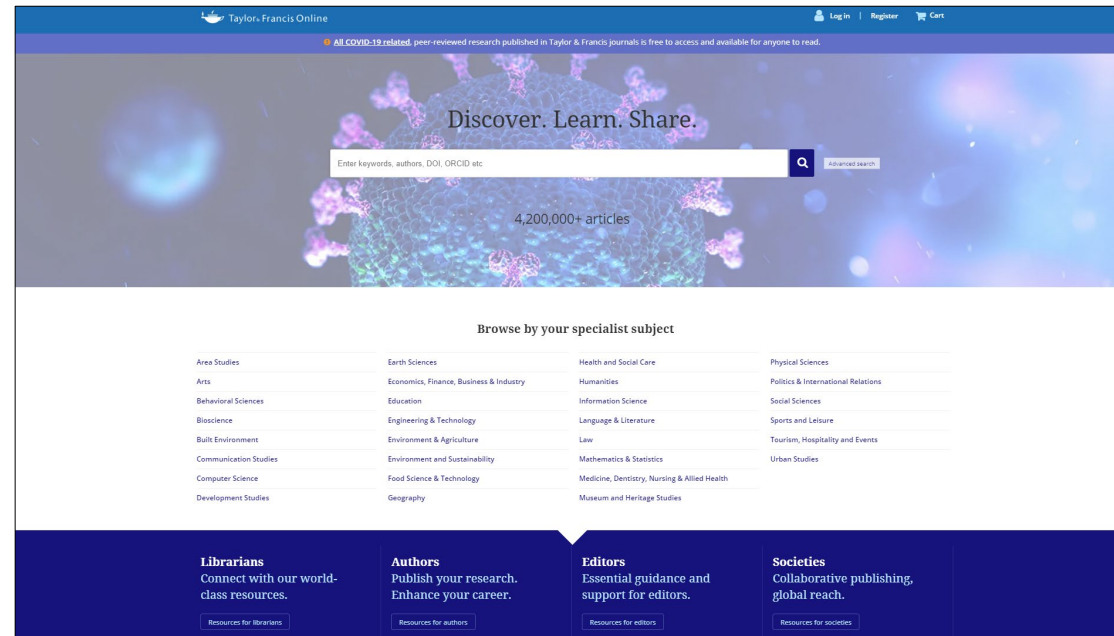 Taylor & Francis Online
Log in | Register Cart
All COVID-19 related, peer-reviewed research published in Taylor & Francis journals is free to access and available for anyone to read.
Discover. Learn. Share.
Enter keywords, authors, DOI, ORCID etc
Advanced search
4,200,000+ articles
Browse by your specialist subject
Area Studies
Arts
Behavioral Sciences
Bioscience
Built Environment
Communication Studies
Computer Science
Development Studies
Earth Sciences
Economics, Finance, Business & Industry
Education
Engineering & Technology
Environment & Agriculture
Environment and Sustainability
Food Science & Technology
Geography
Health and Social Care
Humanities
Information Science
Language & Literature
Law
Mathematics & Statistics
Medicine, Dentistry, Nursing & Allied Health
Museum and Heritage Studies
Physical Sciences
Politics & International Relations
Social Sciences
Sports and Leisure
Tourism, Hospitality and Events
Urban Studies
Librarians
Connect with our world-
class resources.
Resources for librarians
Authors
Publish your research.
Enhance your career.
Resources for authors
Editors
Essential guidance and
support for editors.
Resources for editors
Societies
Collaborative publishing,
global reach.
Resources for societies